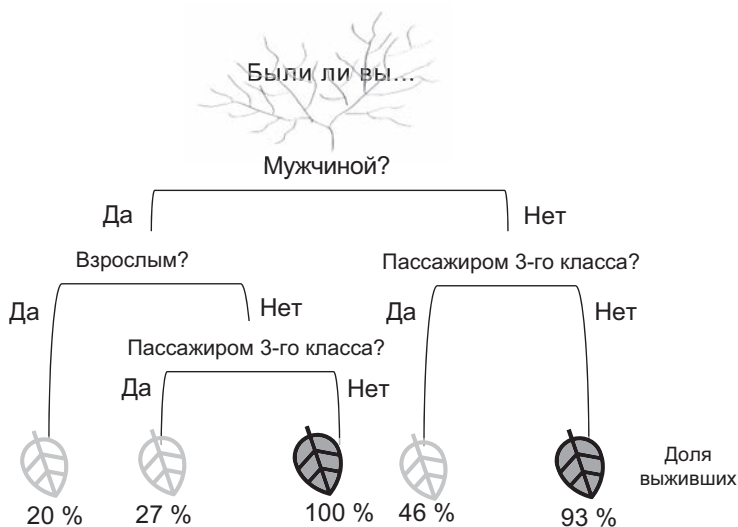 Были ли вы...
Мужчиной?
Да
Нет
Взрослым?
Пассажиром 3-го класса?
Да
Нет
Да
Нет
Пассажиром 3-го класса?
Да
Нет
Доля
выживших
20 %
27 %
100 %
46 %
93 %